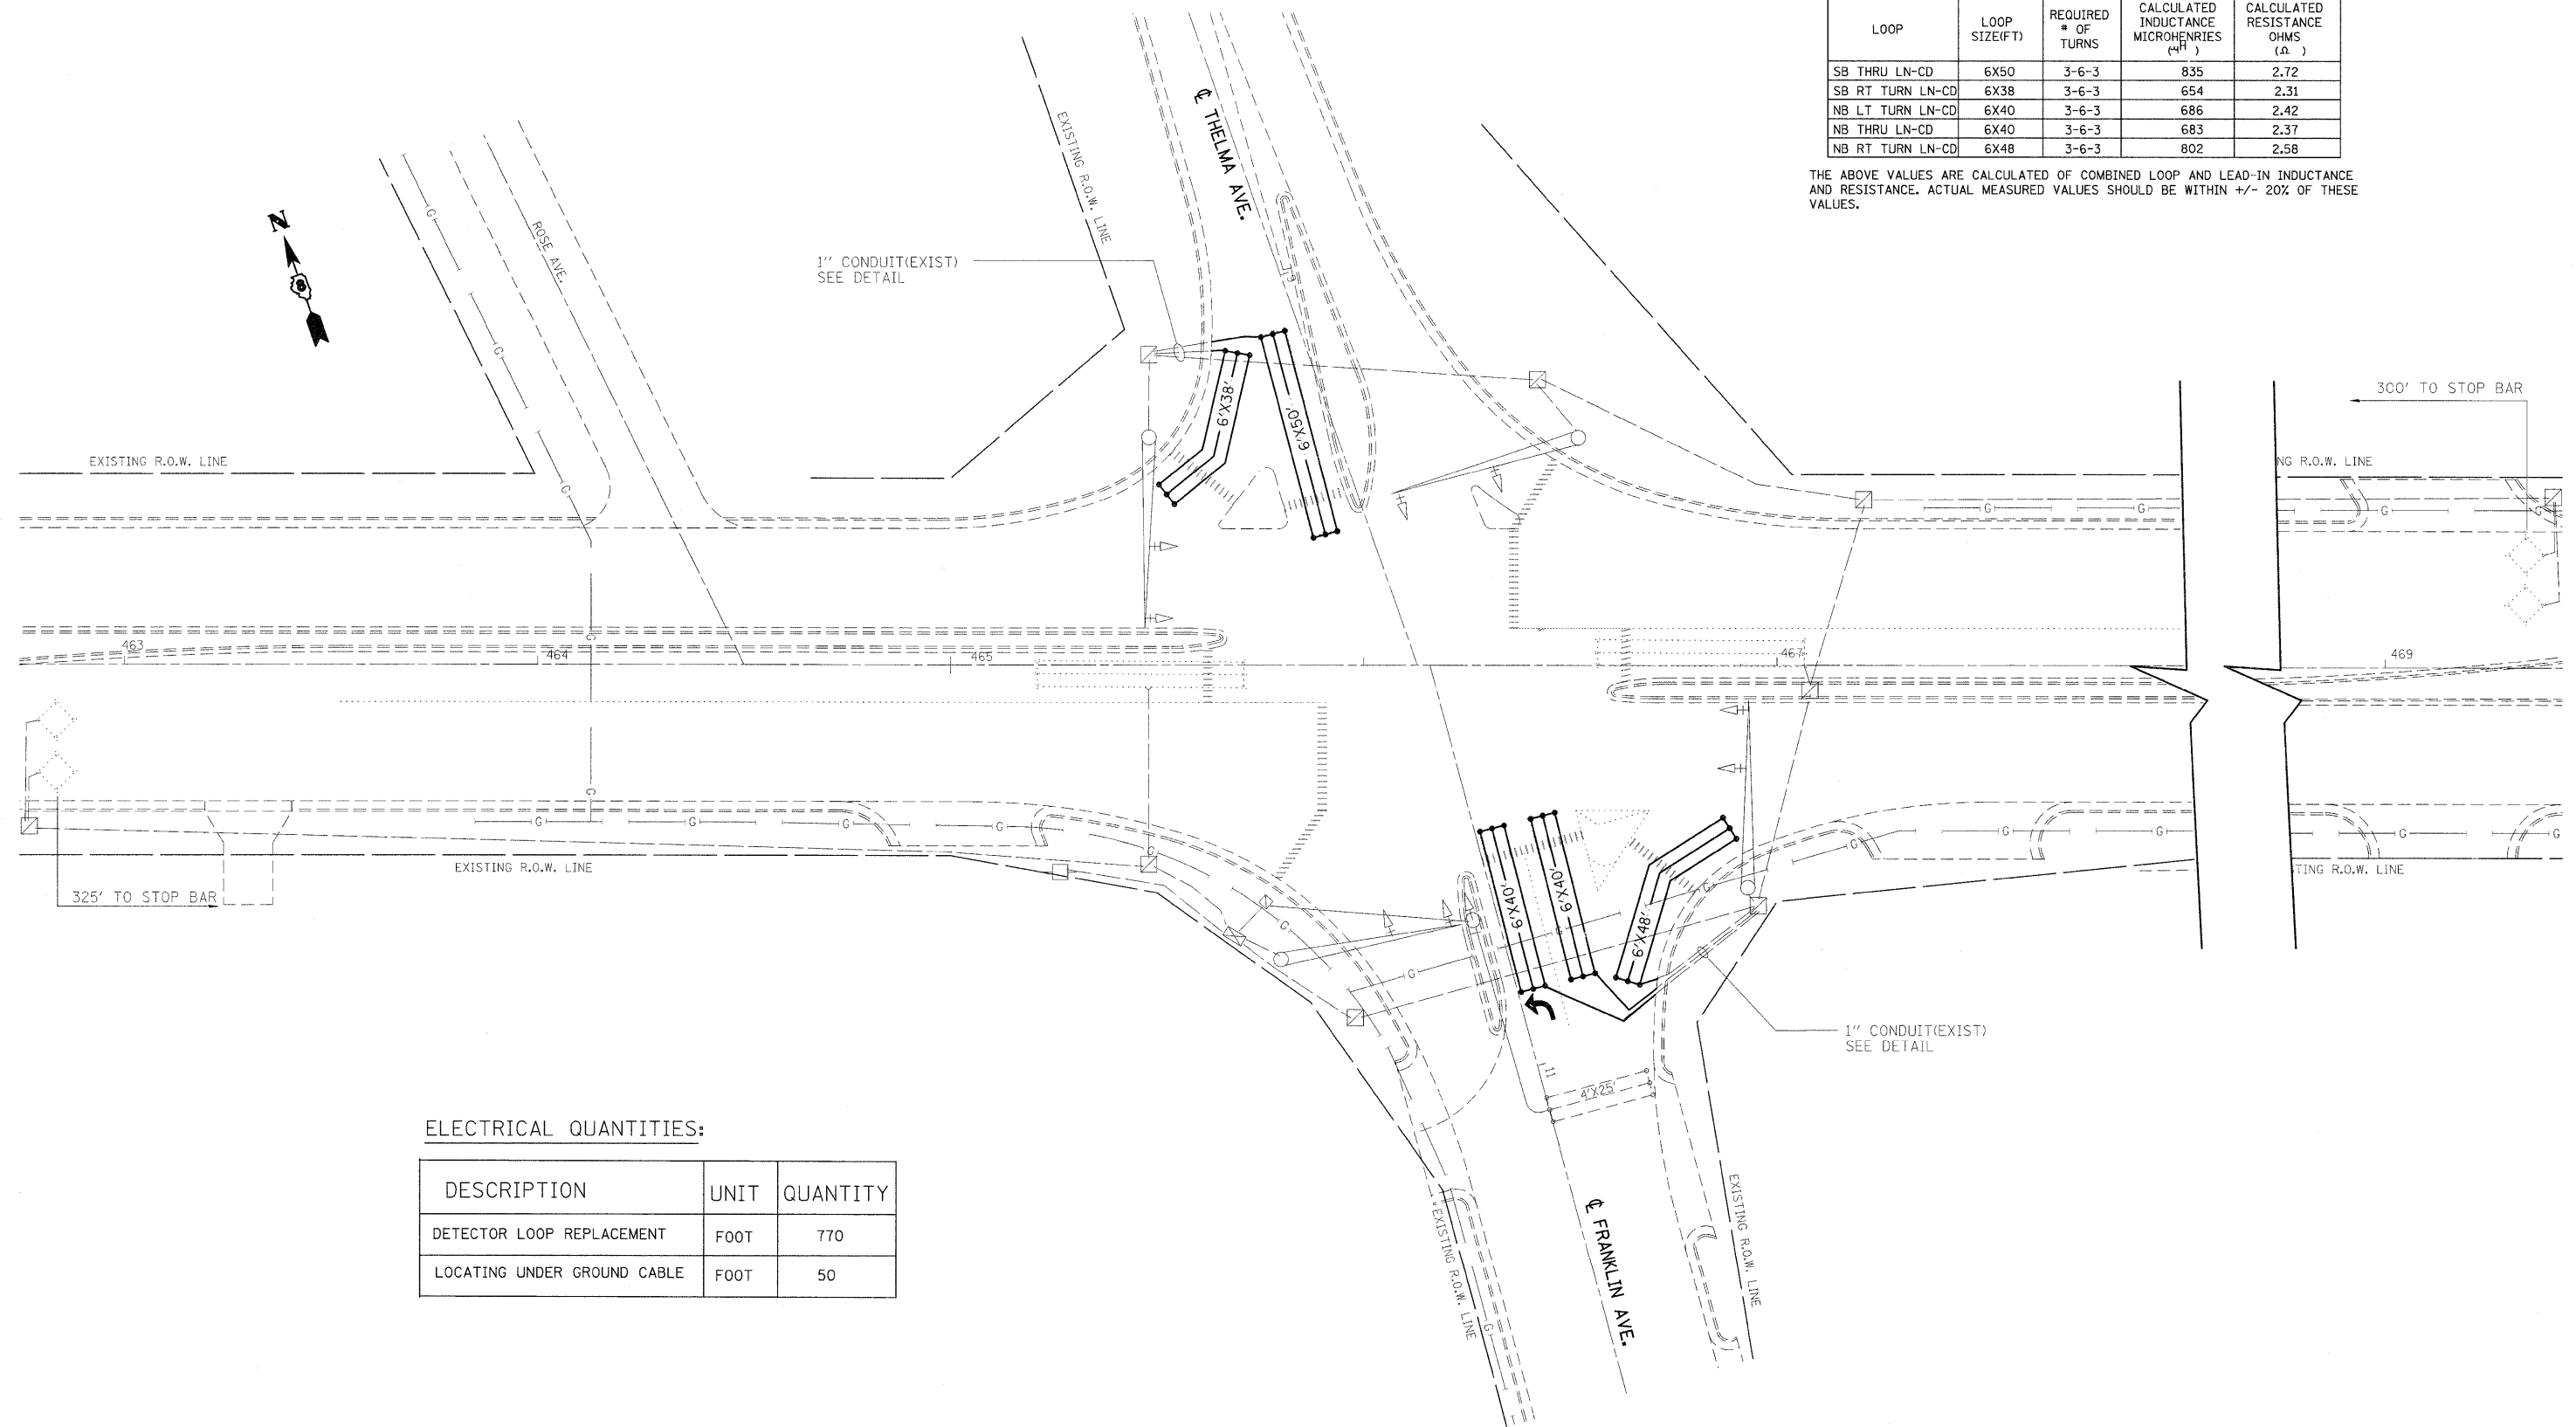 LOOP
LOOP
SIZE(FT)
REQUIRED
# OF
TURNS
CALCULATED
INDUCTANCE
MICROHENRIES
CALCULATED
RESISTANCE
OHMS
(Ω )
SB THRU LN-CD 6X50 3-6-3 835 2.72
SB RT TURN LN-CD 6X38 3-6-3 654 2.31
NB LT TURN LN-CD 6X40 3-6-3 686 2.42
NB THRU LN-CD 6X40 3-6-3 683 2.37
NB RT TURN LN-CD 6X48 3-6-3 802 2.58
THE ABOVE VALUES ARE CALCULATED OF COMBINED LOOP AND LEAD-IN INDUCTANCE
AND RESISTANCE. ACTUAL MEASURED VALUES SHOULD BE WITHIN +/- 20% OF THESE
VALUES.
N
8
ROSE AVE.
EXISTING R.O.W. LINE
℄ THELMA AVE.
1" CONDUIT(EXIST)
SEE DETAIL
9
6'X38'
6'X50'
300' TO STOP BAR
EXISTING R.O.W. LINE
NG R.O.W. LINE
G
G
G
G
G
G
G
G
463
464
465
467
469
G
G
G
G
G
G
G
G
G
G
G
G
EXISTING R.O.W. LINE
TING R.O.W. LINE
325' TO STOP BAR
6'X40'
6'X40'
6'X48'
G
G
G
G
1" CONDUIT(EXIST)
SEE DETAIL
11
4'X25'
ELECTRICAL QUANTITIES:
DESCRIPTION UNIT QUANTITY
DETECTOR LOOP REPLACEMENT FOOT 770
LOCATING UNDER GROUND CABLE FOOT 50
EXISTING R.O.W. LINE
G
℄ FRANKLIN AVE.
EXISTING R.O.W. LINE